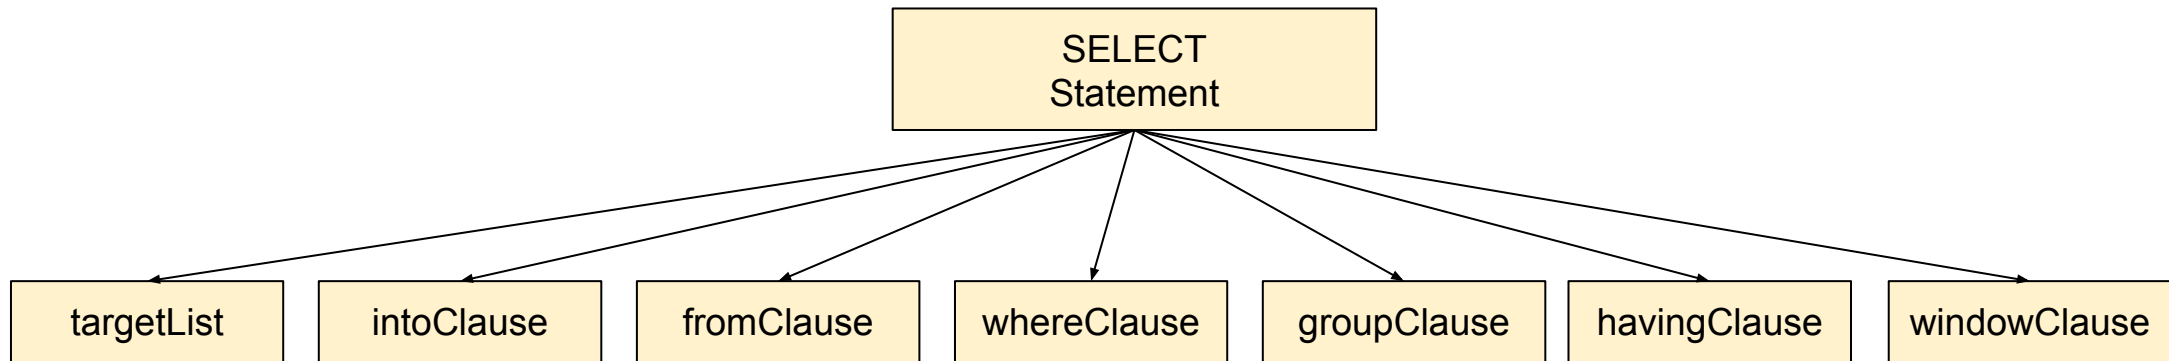 SELECT
Statement
targetList
intoClause
fromClause
whereClause
groupClause
havingClause
windowClause